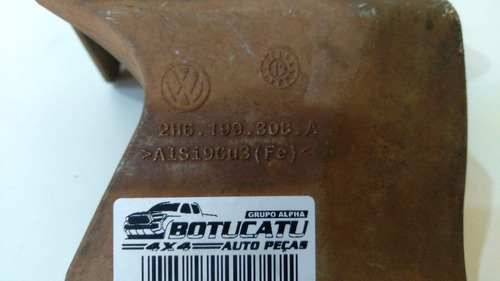 2H6.199.308.A
>AlSi9Cu3(Fe)<
GRUPO ALPHA
BOTUCATU
4X4 AUTO PEÇAS